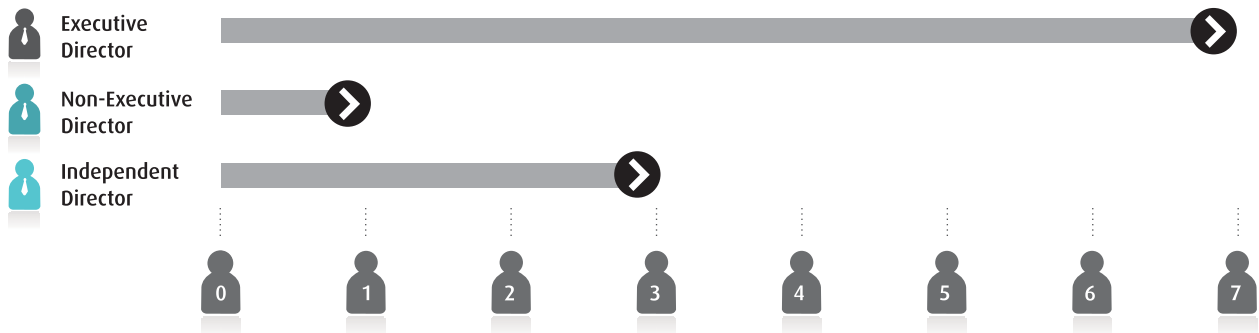 Executive
Director
Non-Executive
Director
Independent
Director
0 1 2 3 4 5 6 7